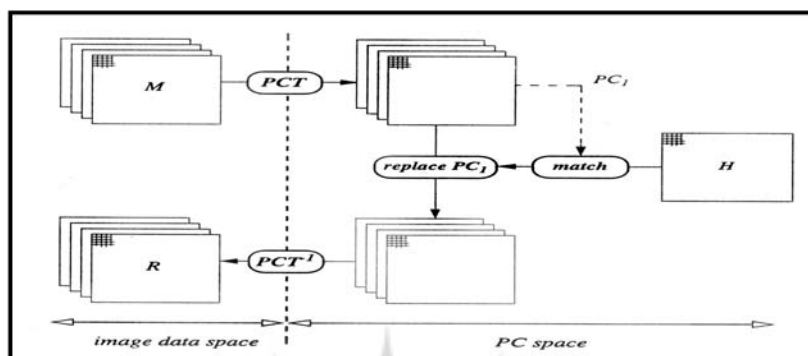 M
PCT
PC₁
replace PC₁
match
H
R
PCT⁻¹
image data space
PC space